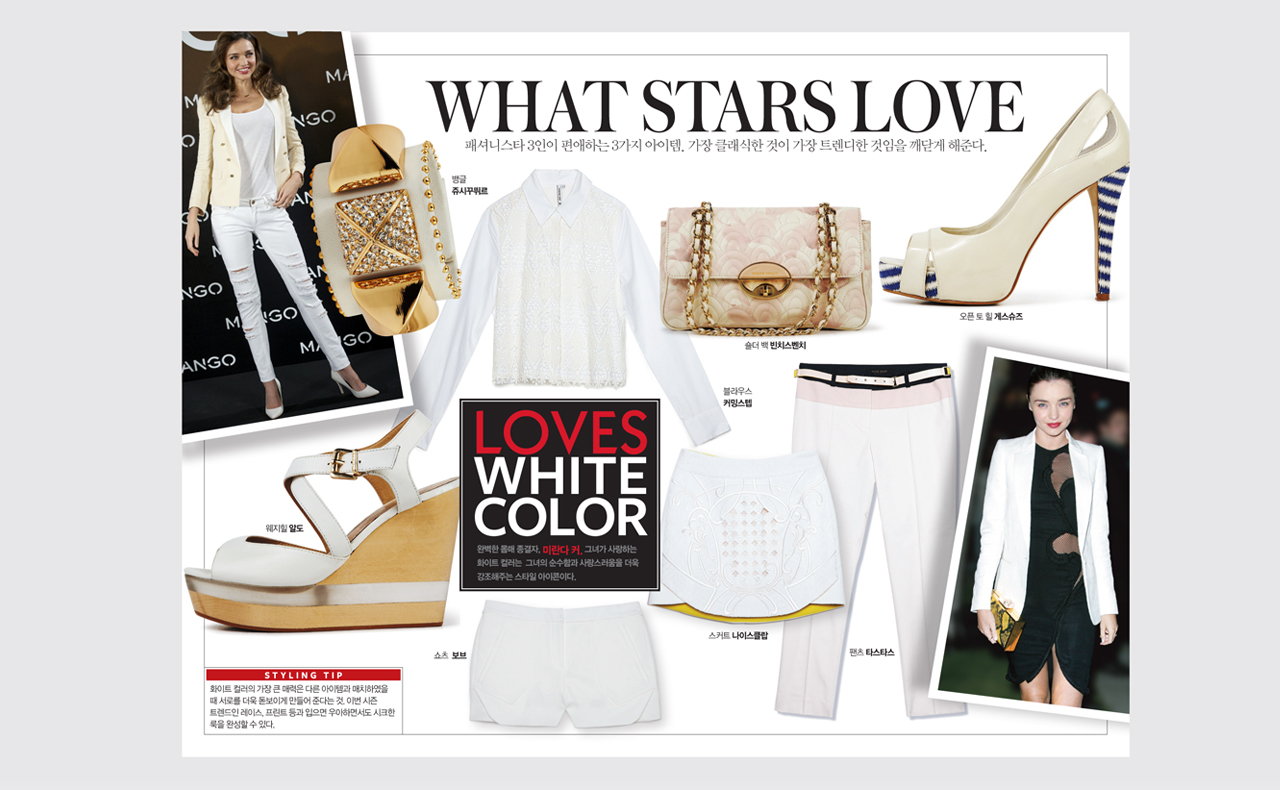 WHAT STARS LOVE
패셔니스타 3인이 편애하는 3가지 아이템. 가장 클래식한 것이 가장 트렌디한 것임을 깨닫게 해준다.
MANGO
MANGO
MANGO
MANGO
MANGO
뱅글
쥬시꾸뛰르
오픈 토 힐 게스슈즈
숄더 백 빈치스벤치
블라우스
커밍스텝
LOVES
WHITE
COLOR
완벽한 몸매 종결자, 미란다 커. 그녀가 사랑하는
화이트 컬러는 그녀의 순수함과 사랑스러움을 더욱
강조해주는 스타일 아이콘이다.
웨지힐 알도
스커트 나이스클랍
팬츠 타스타스
쇼츠 보브
STYLING TIP
화이트 컬러의 가장 큰 매력은 다른 아이템과 매치하였을
때 서로를 더욱 돋보이게 만들어 준다는 것. 이번 시즌
트렌드인 레이스, 프린트 등과 입으면 우아하면서도 시크한
룩을 완성할 수 있다.